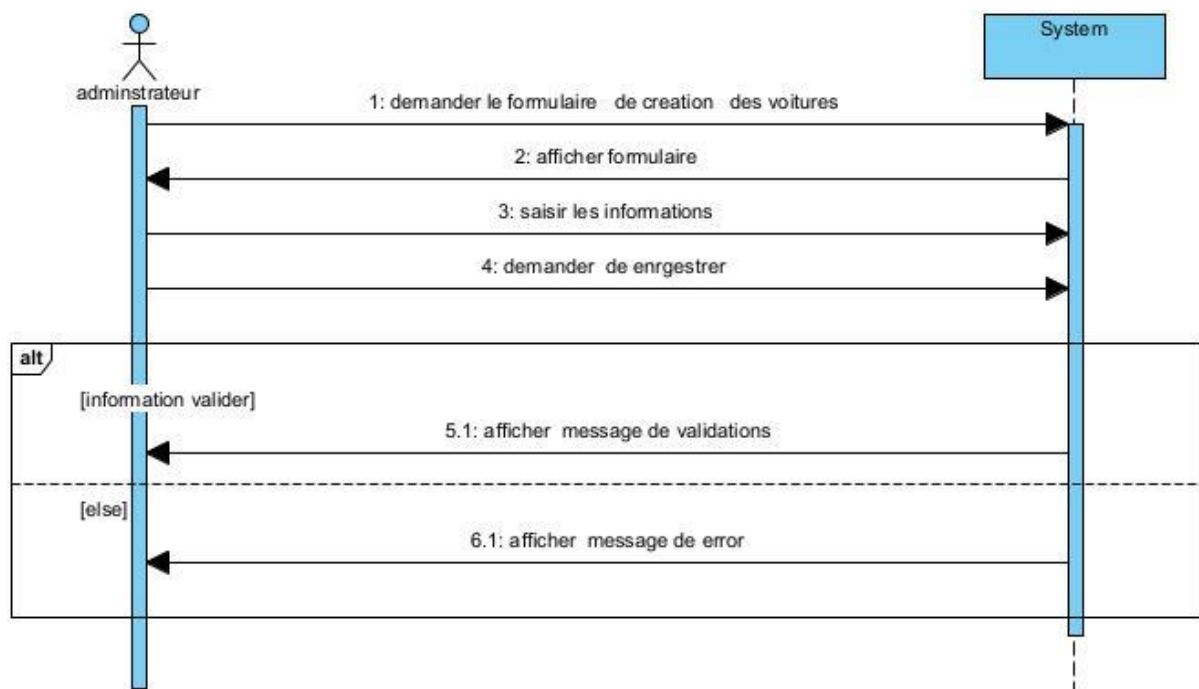 System
adminstrateur
1: demander le formulaire de creation des voitures
2: afficher formulaire
3: saisir les informations
4: demander de enrgestrer
alt
[information valider]
5.1: afficher message de validations
[else]
6.1: afficher message de error